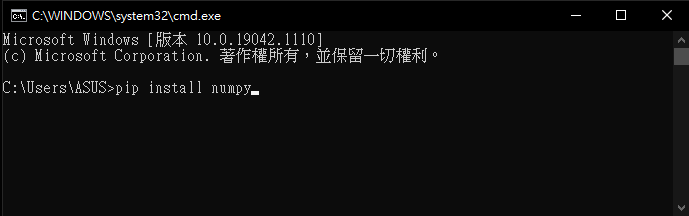 C:\WINDOWS\system32\cmd.exe
Microsoft Windows [版本 10.0.19042.1110]
(c) Microsoft Corporation. 著作權所有，並保留一切權利。
C:\Users\ASUS>pip install numpy